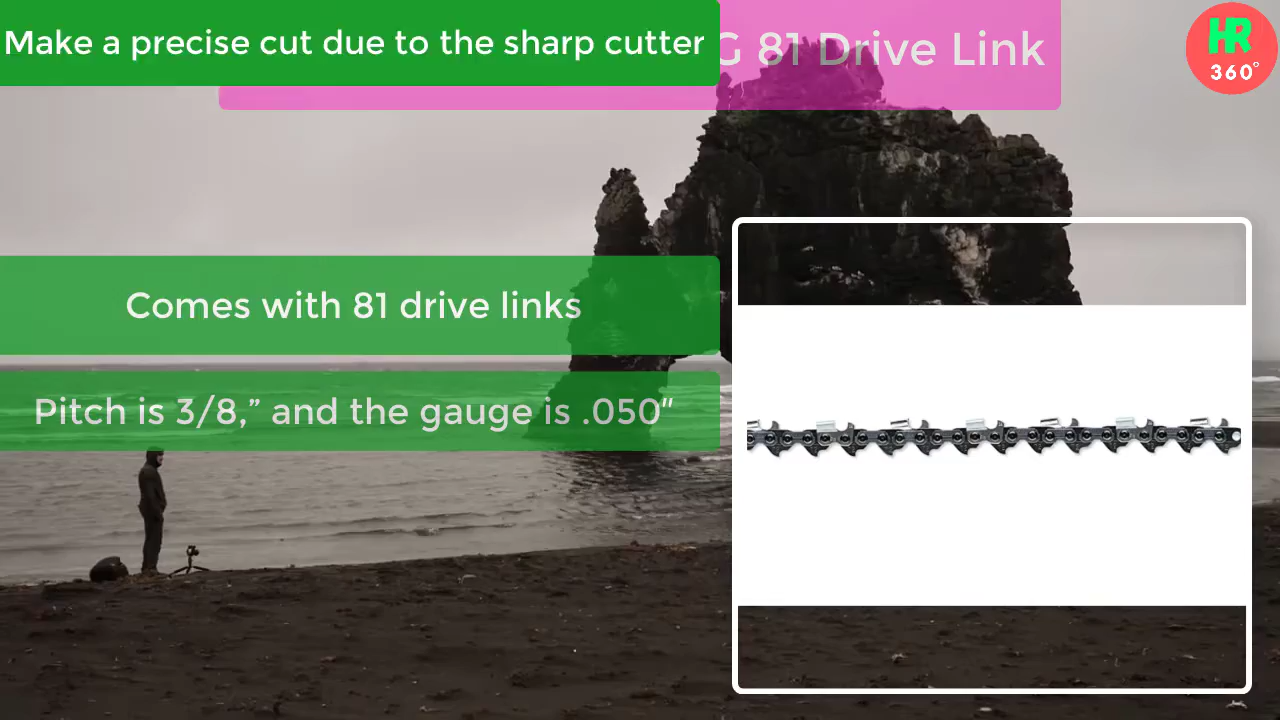 Make a precise cut due to the sharp cutter
G 81 Drive Link
HR
360°
Comes with 81 drive links
Pitch is 3/8,” and the gauge is .050"